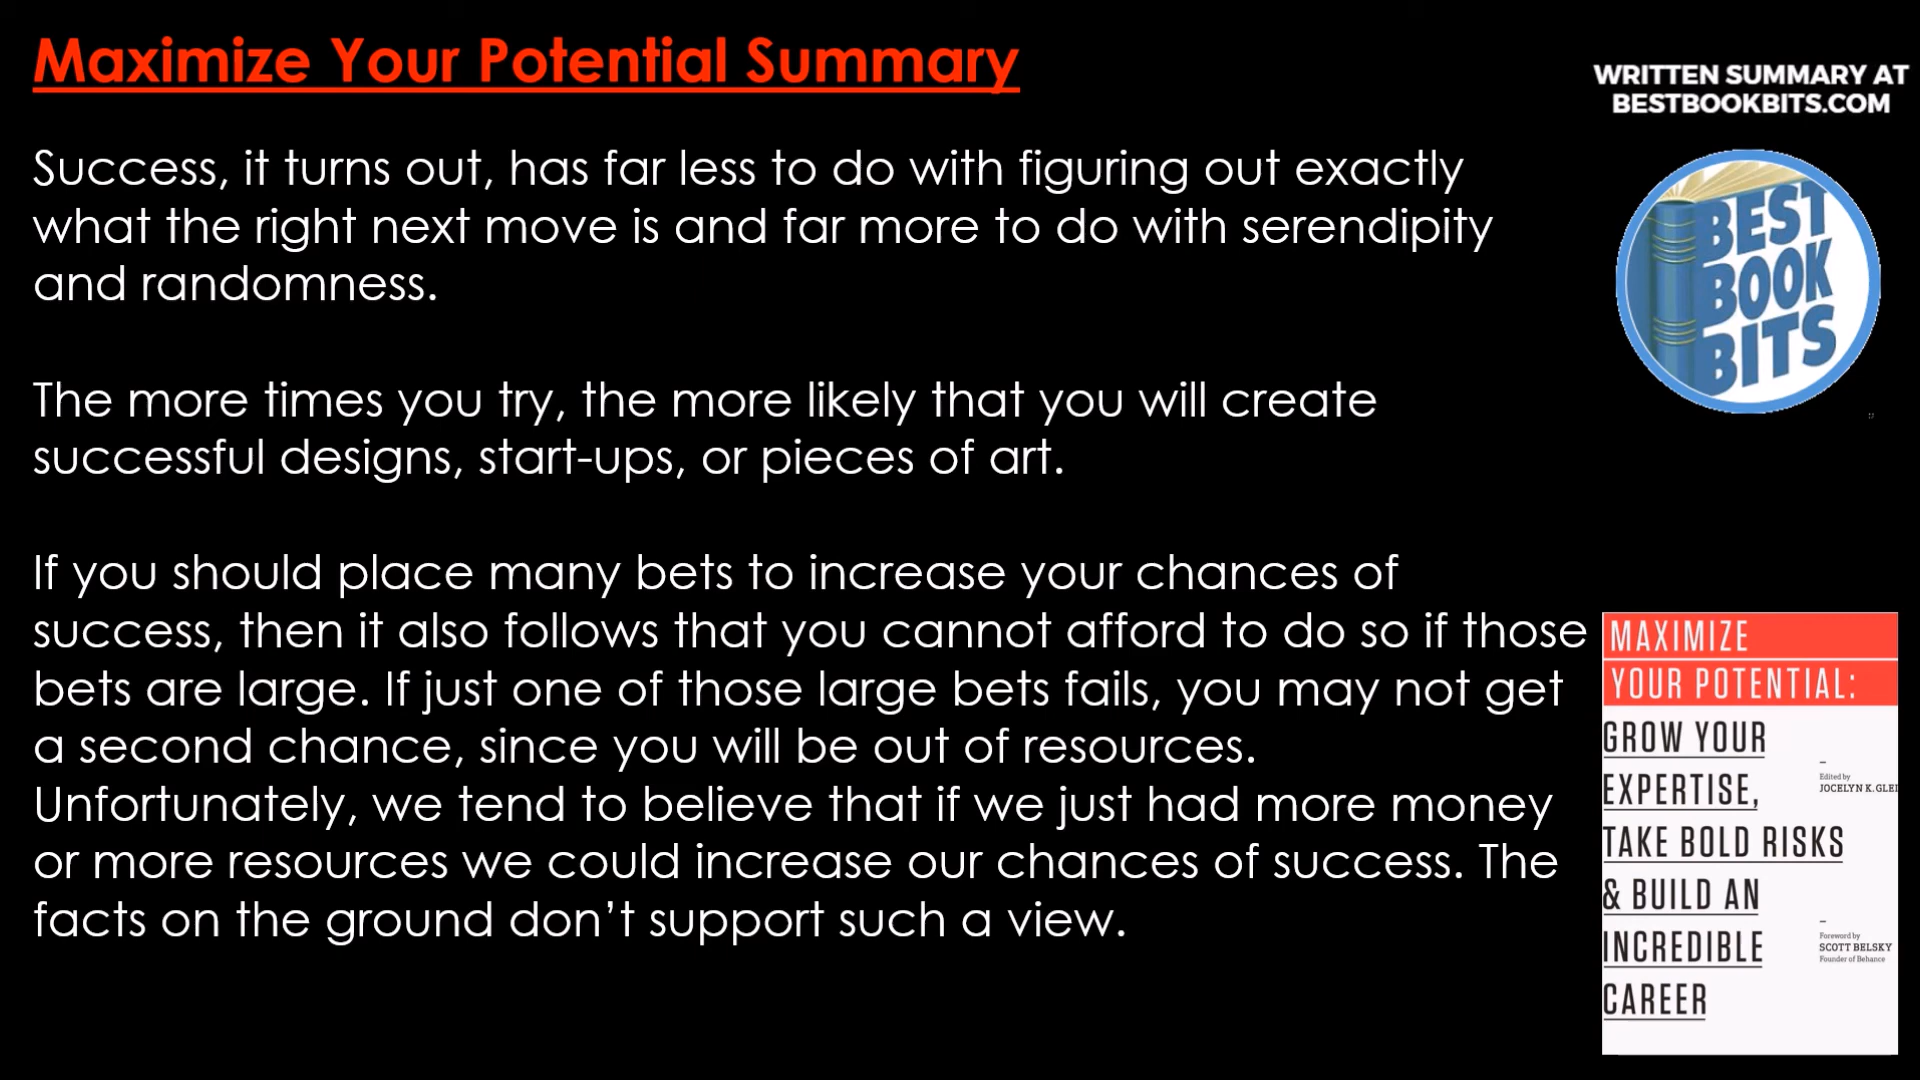 Maximize Your Potential Summary
WRITTEN SUMMARY AT
BESTBOOKBITS.COM
Success, it turns out, has far less to do with figuring out exactly
what the right next move is and far more to do with serendipity
and randomness.
BEST
BOOK
BITS
The more times you try, the more likely that you will create
successful designs, start-ups, or pieces of art.
If you should place many bets to increase your chances of
success, then it also follows that you cannot afford to do so if those
bets are large. If just one of those large bets fails, you may not get
a second chance, since you will be out of resources.
Unfortunately, we tend to believe that if we just had more money
or more resources we could increase our chances of success. The
facts on the ground don’t support such a view.
MAXIMIZE
YOUR POTENTIAL:
GROW YOUR
EXPERTISE,
TAKE BOLD RISKS
& BUILD AN
INCREDIBLE
CAREER
Edited by
JOCELYN K. GLEI
Foreword by
SCOTT BELSKY
Founder of Behance